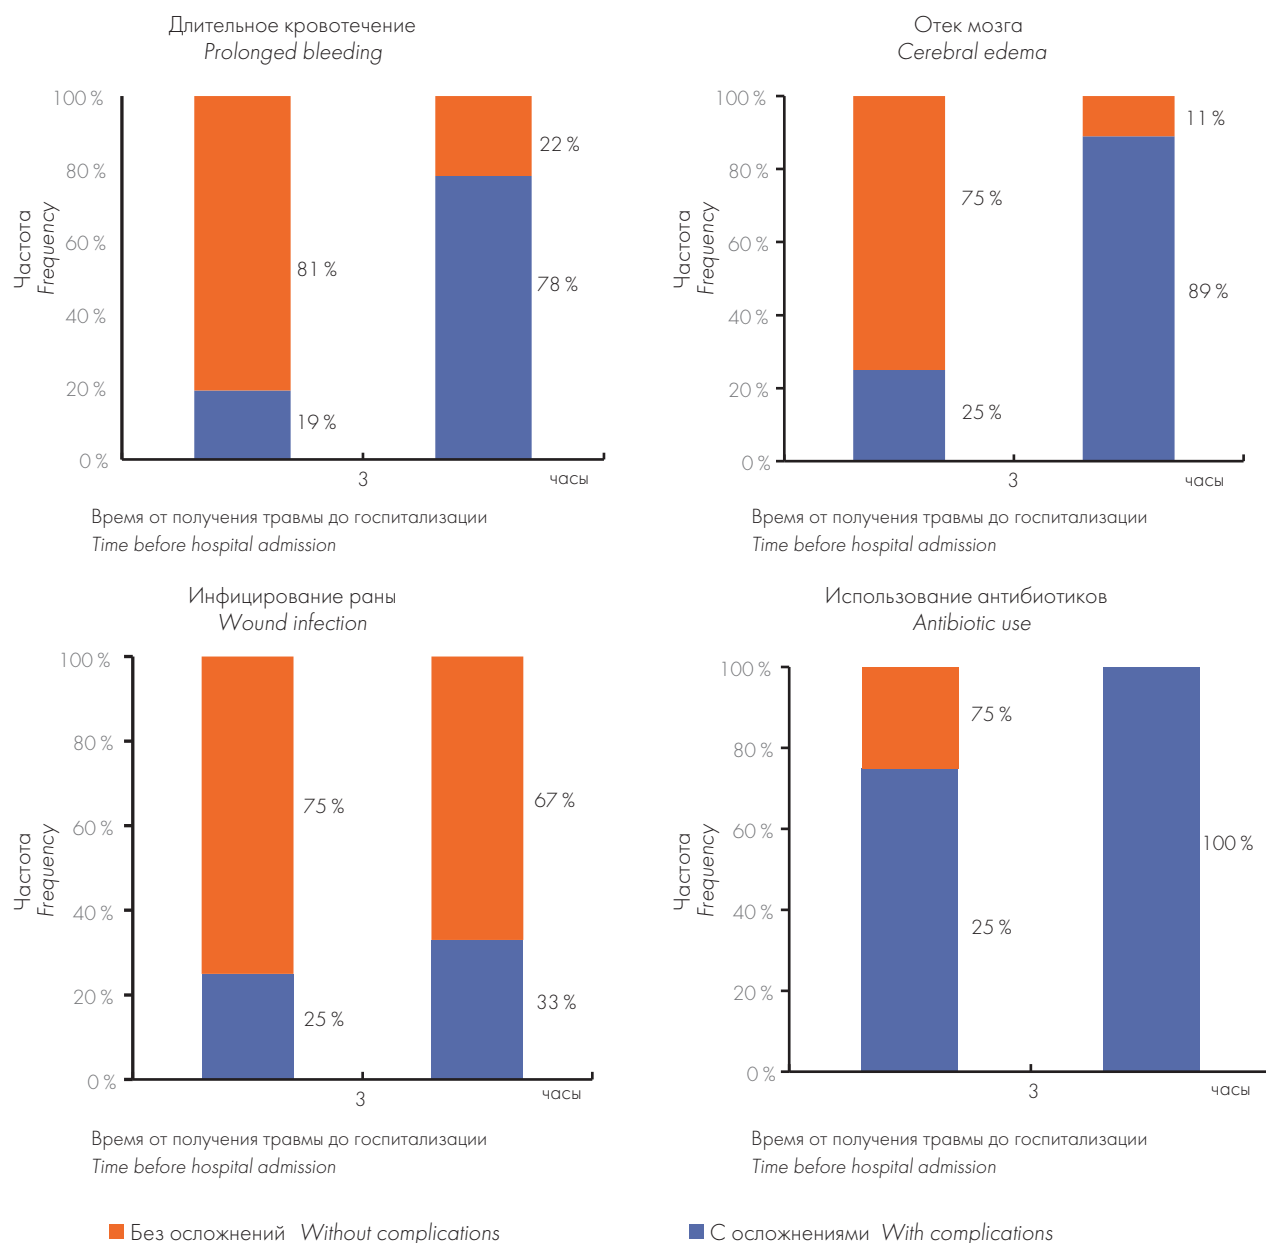 Длительное кровотечение
Prolonged bleeding
100 %
80 %
60 %
40 %
20 %
0 %
Частота
Frequency
81 %
19 %
22 %
78 %
3
часы
Время от получения травмы до госпитализации
Time before hospital admission
Отек мозга
Cerebral edema
100 %
80 %
60 %
40 %
20 %
0 %
Частота
Frequency
75 %
25 %
11 %
89 %
3
часы
Время от получения травмы до госпитализации
Time before hospital admission
Инфицирование раны
Wound infection
100 %
80 %
60 %
40 %
20 %
0 %
Частота
Frequency
75 %
25 %
67 %
33 %
3
часы
Время от получения травмы до госпитализации
Time before hospital admission
Использование антибиотиков
Antibiotic use
100 %
80 %
60 %
40 %
20 %
0 %
Частота
Frequency
75 %
25 %
100 %
3
часы
Время от получения травмы до госпитализации
Time before hospital admission
Без осложнений Without complications
С осложнениями With complications